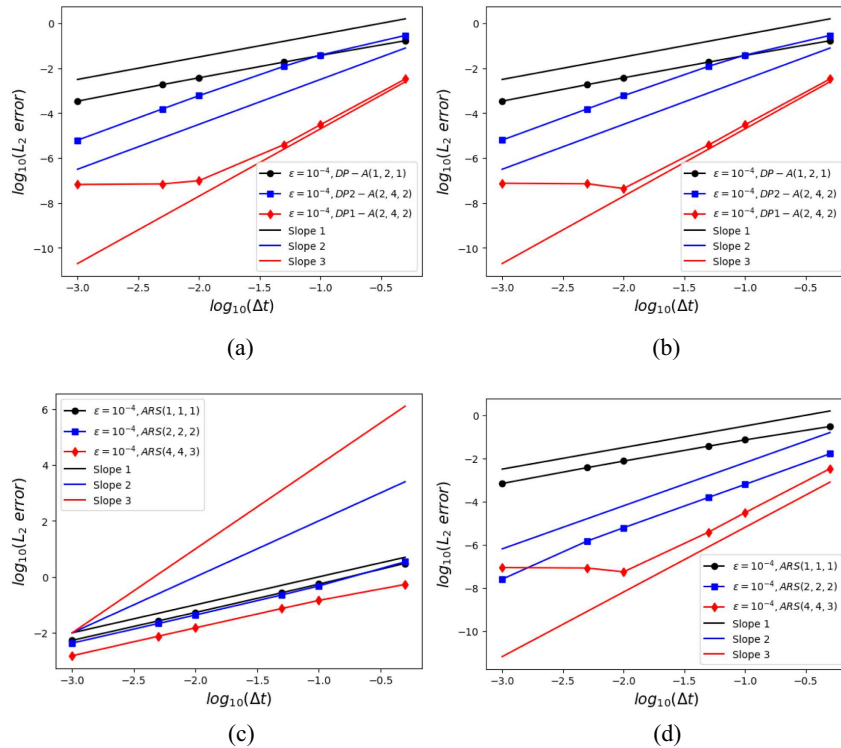 0
−2
−4
−6
−8
−10
log₁₀(L₂ error)
ε = 10⁻⁴, DP − A(1, 2, 1)
ε = 10⁻⁴, DP2 − A(2, 4, 2)
ε = 10⁻⁴, DP1 − A(2, 4, 2)
Slope 1
Slope 2
Slope 3
−3.0 −2.5 −2.0 −1.5 −1.0 −0.5
log₁₀(Δt)
(a)
0
−2
−4
−6
−8
−10
log₁₀(L₂ error)
ε = 10⁻⁴, DP − A(1, 2, 1)
ε = 10⁻⁴, DP2 − A(2, 4, 2)
ε = 10⁻⁴, DP1 − A(2, 4, 2)
Slope 1
Slope 2
Slope 3
−3.0 −2.5 −2.0 −1.5 −1.0 −0.5
log₁₀(Δt)
(b)
6
4
2
0
−2
log₁₀(L₂ error)
ε = 10⁻⁴, ARS(1, 1, 1)
ε = 10⁻⁴, ARS(2, 2, 2)
ε = 10⁻⁴, ARS(4, 4, 3)
Slope 1
Slope 2
Slope 3
−3.0 −2.5 −2.0 −1.5 −1.0 −0.5
log₁₀(Δt)
(c)
0
−2
−4
−6
−8
−10
log₁₀(L₂ error)
ε = 10⁻⁴, ARS(1, 1, 1)
ε = 10⁻⁴, ARS(2, 2, 2)
ε = 10⁻⁴, ARS(4, 4, 3)
Slope 1
Slope 2
Slope 3
−3.0 −2.5 −2.0 −1.5 −1.0 −0.5
log₁₀(Δt)
(d)